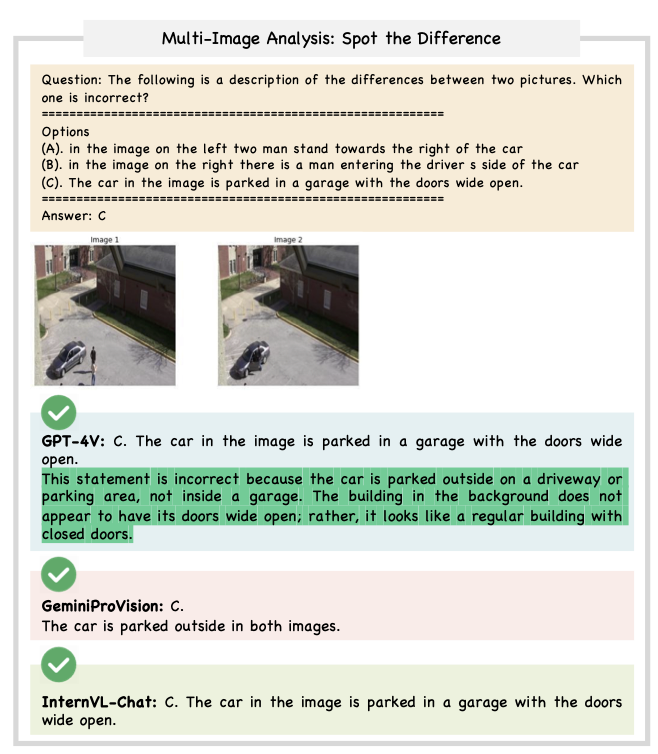 Multi-Image Analysis: Spot the Difference
Question: The following is a description of the differences between two pictures. Which
one is incorrect?
==========================================================
Options
(A). in the image on the left two man stand towards the right of the car
(B). in the image on the right there is a man entering the driver s side of the car
(C). The car in the image is parked in a garage with the doors wide open.
==========================================================
Answer: C
Image 1
Image 2
GPT-4V: C. The car in the image is parked in a garage with the doors wide
open.
This statement is incorrect because the car is parked outside on a driveway or
parking area, not inside a garage. The building in the background does not
appear to have its doors wide open; rather, it looks like a regular building with
closed doors.
GeminiProVision: C.
The car is parked outside in both images.
InternVL-Chat: C. The car in the image is parked in a garage with the doors
wide open.